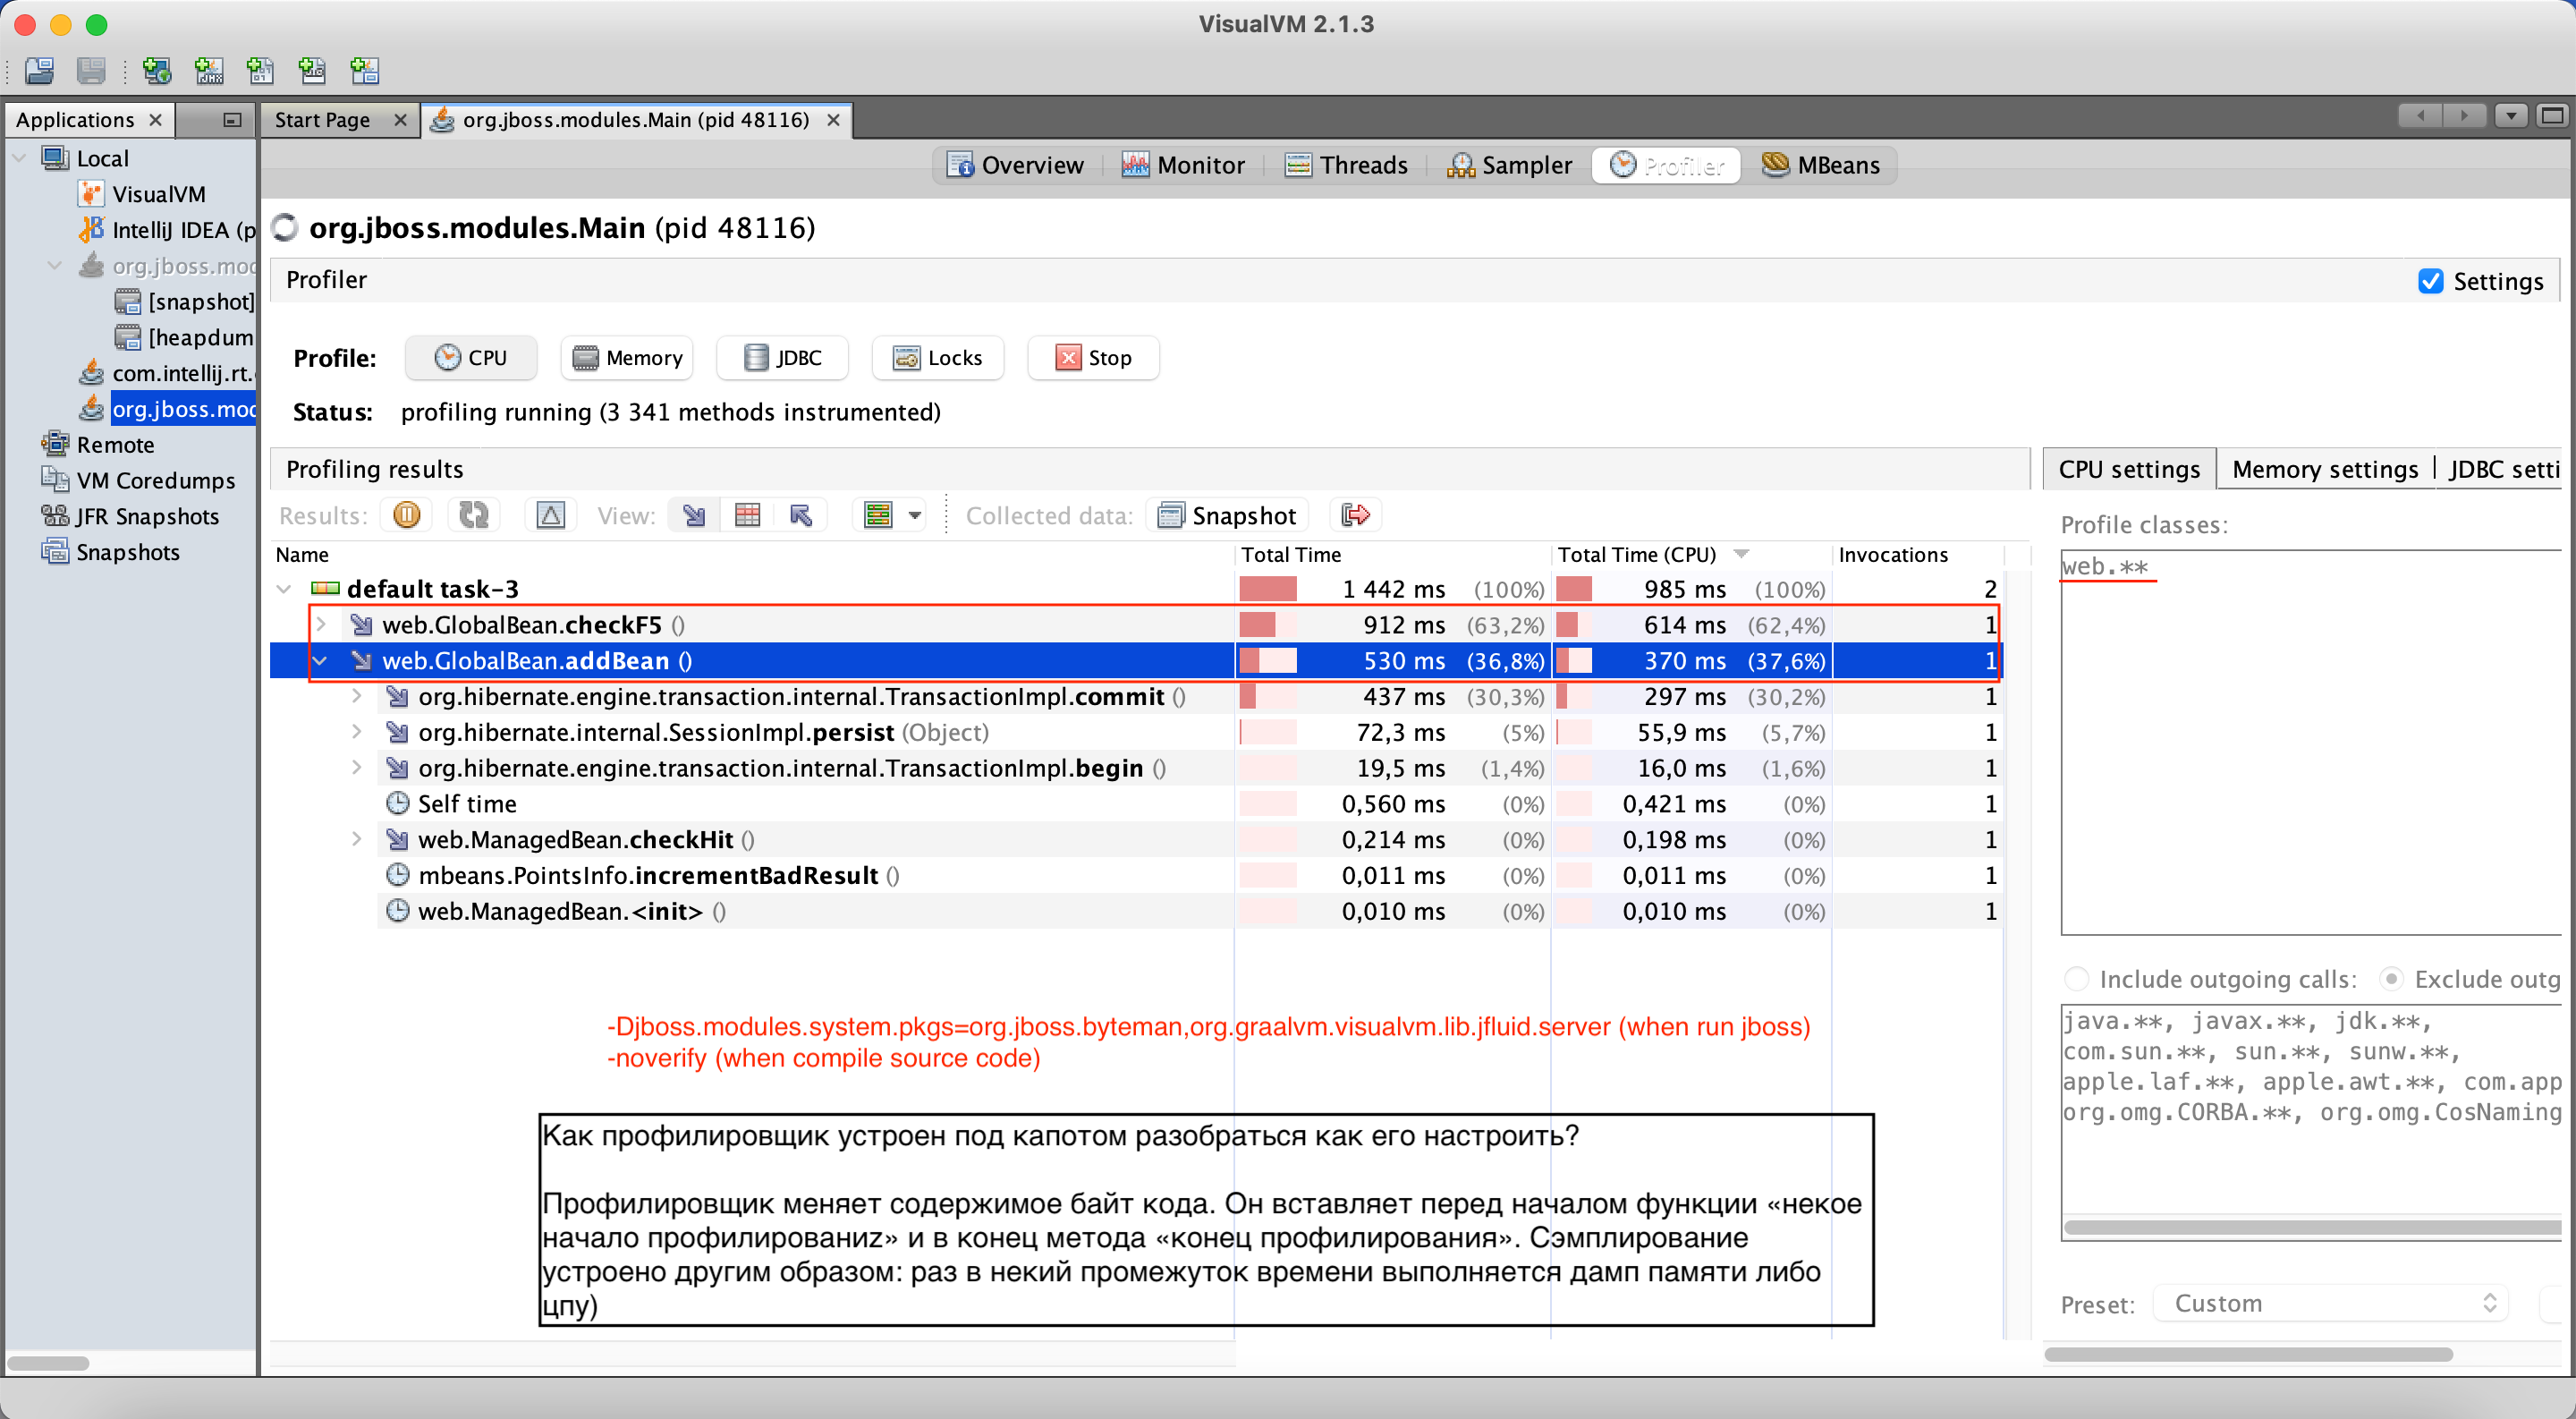 VisualVM 2.1.3
Applications
Start Page
org.jboss.modules.Main (pid 48116)
Local
VisualVM
IntelliJ IDEA (p
org.jboss.mod
[snapshot]
[heapdum
com.intellij.rt.
org.jboss.mod
Remote
VM Coredumps
JFR Snapshots
Snapshots
Overview
Monitor
Threads
Sampler
Profiler
MBeans
org.jboss.modules.Main (pid 48116)
Profiler
Settings
Profile: CPU Memory JDBC Locks Stop
Status: profiling running (3 341 methods instrumented)
Profiling results
Results: View: Collected data: Snapshot
Name Total Time Total Time (CPU) Invocations
default task-3 1 442 ms (100%) 985 ms (100%) 2
web.GlobalBean.checkF5 () 912 ms (63,2%) 614 ms (62,4%) 1
web.GlobalBean.addBean () 530 ms (36,8%) 370 ms (37,6%) 1
org.hibernate.engine.transaction.internal.TransactionImpl.commit () 437 ms (30,3%) 297 ms (30,2%) 1
org.hibernate.internal.SessionImpl.persist (Object) 72,3 ms (5%) 55,9 ms (5,7%) 1
org.hibernate.engine.transaction.internal.TransactionImpl.begin () 19,5 ms (1,4%) 16,0 ms (1,6%) 1
Self time 0,560 ms (0%) 0,421 ms (0%) 1
web.ManagedBean.checkHit () 0,214 ms (0%) 0,198 ms (0%) 1
mbeans.PointsInfo.incrementBadResult () 0,011 ms (0%) 0,011 ms (0%) 1
web.ManagedBean.<init> () 0,010 ms (0%) 0,010 ms (0%) 1
-Djboss.modules.system.pkgs=org.jboss.byteman,org.graalvm.visualvm.lib.jfluid.server (when run jboss)
-noverify (when compile source code)
Как профилировщик устроен под капотом разобраться как его настроить?
Профилировщик меняет содержимое байт кода. Он вставляет перед началом функции «некое
начало профилированиz» и в конец метода «конец профилирования». Сэмплирование
устроено другим образом: раз в некий промежуток времени выполняется дамп памяти либо
цпу)
CPU settings
Memory settings
JDBC setti
Profile classes:
web.**
Include outgoing calls: Exclude outg
java.**, javax.**, jdk.**,
com.sun.**, sun.**, sunw.**,
apple.laf.**, apple.awt.**, com.app
org.omg.CORBA.**, org.omg.CosNaming
Preset: Custom